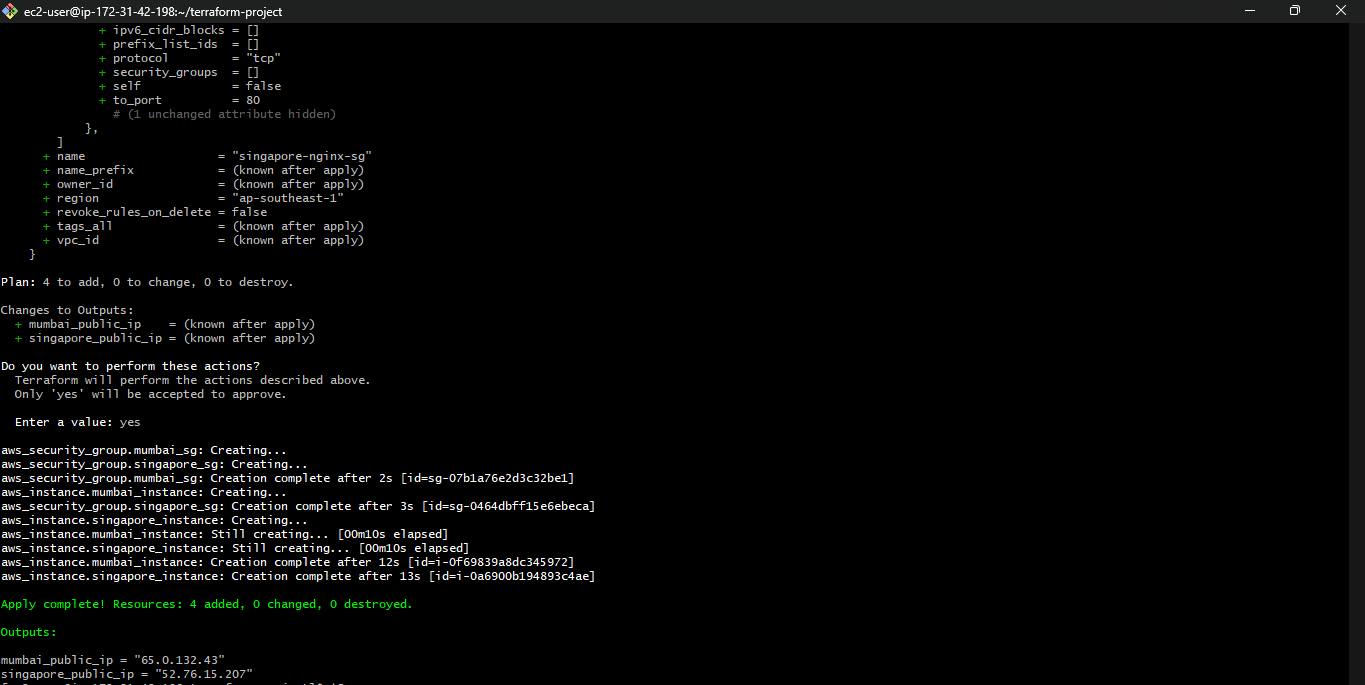 ec2-user@ip-172-31-42-198:~/terraform-project
+ ipv6_cidr_blocks = []
+ prefix_list_ids  = []
+ protocol         = "tcp"
+ security_groups  = []
+ self             = false
+ to_port          = 80
# (1 unchanged attribute hidden)
},
]
+ name                   = "singapore-nginx-sg"
+ name_prefix            = (known after apply)
+ owner_id               = (known after apply)
+ region                 = "ap-southeast-1"
+ revoke_rules_on_delete = false
+ tags_all               = (known after apply)
+ vpc_id                 = (known after apply)
}
Plan: 4 to add, 0 to change, 0 to destroy.
Changes to Outputs:
+ mumbai_public_ip    = (known after apply)
+ singapore_public_ip = (known after apply)
Do you want to perform these actions?
Terraform will perform the actions described above.
Only 'yes' will be accepted to approve.
Enter a value: yes
aws_security_group.mumbai_sg: Creating...
aws_security_group.singapore_sg: Creating...
aws_security_group.mumbai_sg: Creation complete after 2s [id=sg-07b1a76e2d3c32be1]
aws_instance.mumbai_instance: Creating...
aws_security_group.singapore_sg: Creation complete after 3s [id=sg-0464dbff15e6ebeca]
aws_instance.singapore_instance: Creating...
aws_instance.mumbai_instance: Still creating... [00m10s elapsed]
aws_instance.singapore_instance: Still creating... [00m10s elapsed]
aws_instance.mumbai_instance: Creation complete after 12s [id=i-0f69839a8dc345972]
aws_instance.singapore_instance: Creation complete after 13s [id=i-0a6900b194893c4ae]
Apply complete! Resources: 4 added, 0 changed, 0 destroyed.
Outputs:
mumbai_public_ip = "65.0.132.43"
singapore_public_ip = "52.76.15.207"